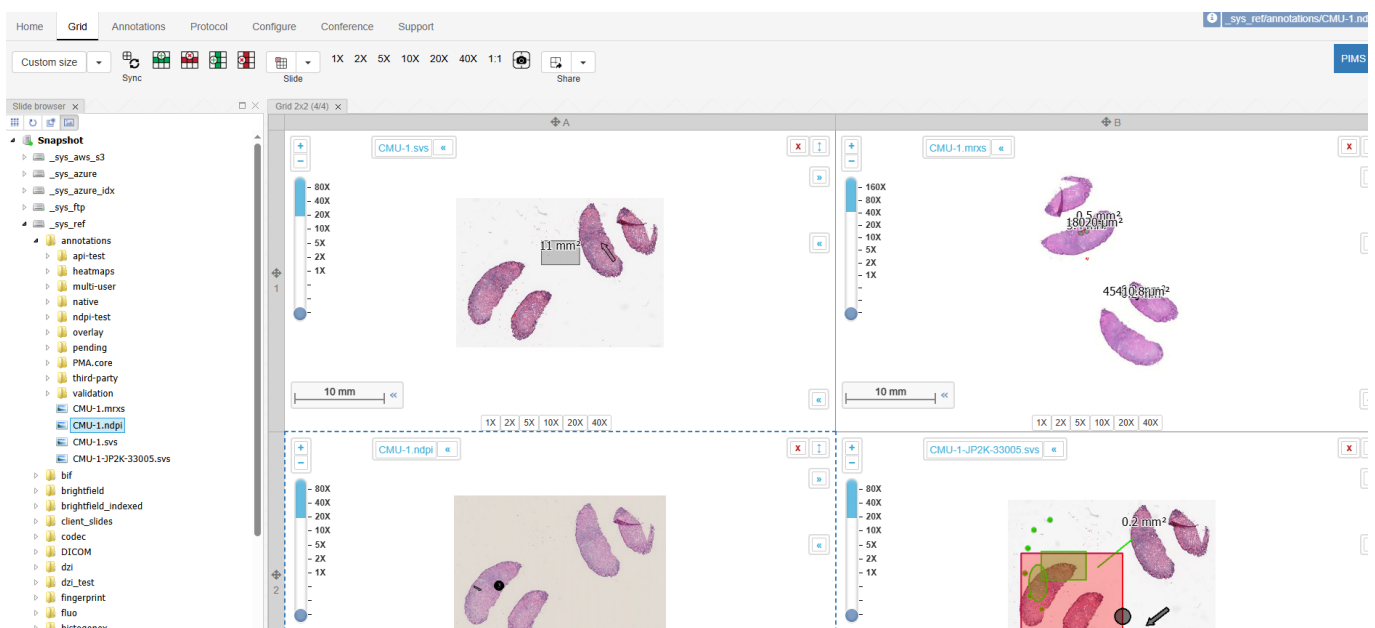 Home Grid Annotations Protocol Configure Conference Support
_sys_ref/annotations/CMU-1.nd
Custom size 1X 2X 5X 10X 20X 40X 1:1 PIMS
Sync Slide Share
Slide browser x
Grid 2x2 (4/4) x
A B
Snapshot
_sys_aws_s3
_sys_azure
_sys_azure_idx
_sys_ftp
_sys_ref
annotations
api-test
heatmaps
multi-user
native
ndpi-test
overlay
pending
PMA.core
third-party
validation
CMU-1.mrxs
CMU-1.ndpi
CMU-1.svs
CMU-1-JP2K-33005.svs
bif
brightfield
brightfield_indexed
client_slides
codec
DICOM
dzi
dzi_test
fingerprint
fluo
1
CMU-1.svs «
x
»
80X
40X
20X
10X
5X
2X
1X
11 mm²
«
10 mm «
«
1X 2X 5X 10X 20X 40X
CMU-1.mrxs «
x
160X
80X
40X
20X
10X
5X
2X
1X
0.5 mm²
10 mm «
1X 2X 5X 10X 20X 40X
2
CMU-1.ndpi «
x
»
80X
40X
20X
10X
5X
2X
1X
«
CMU-1-JP2K-33005.svs «
x
80X
40X
20X
10X
5X
2X
1X
0.2 mm²